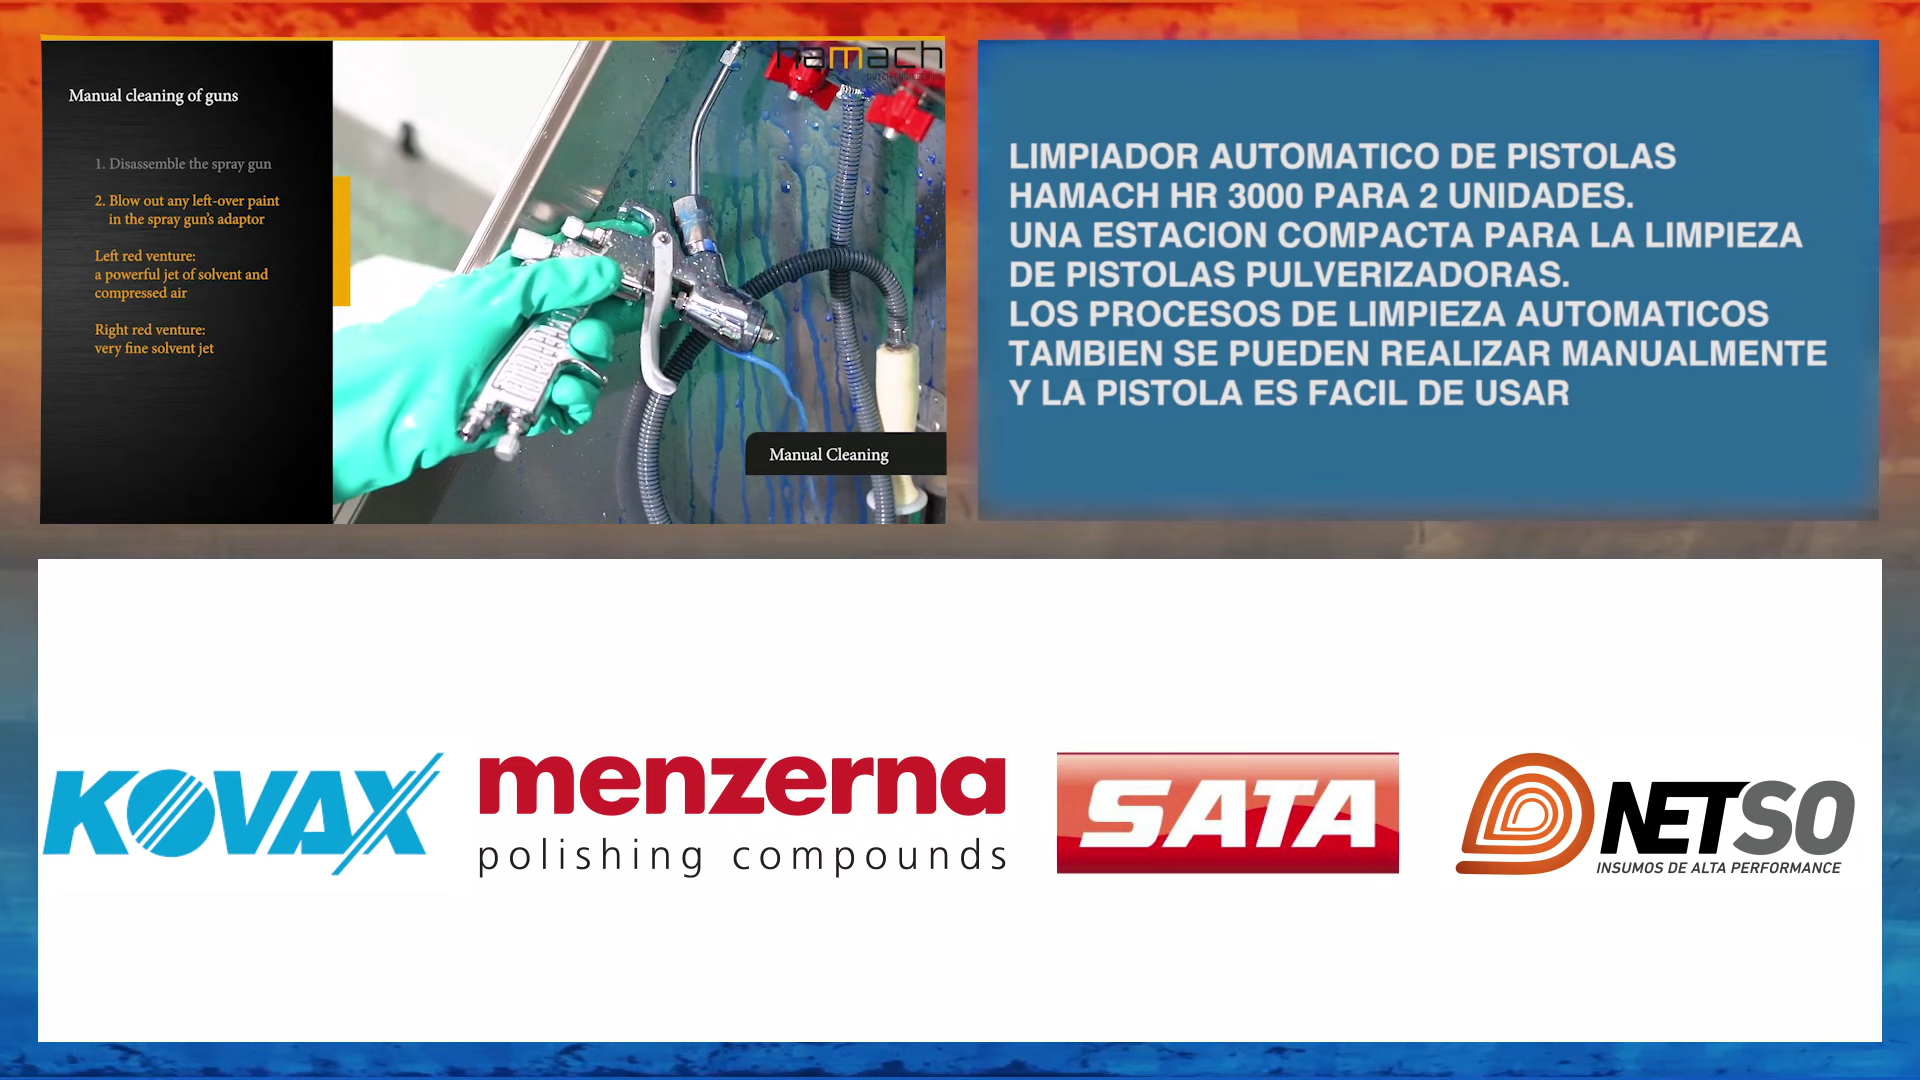 hamach
Manual cleaning of guns
1. Disassemble the spray gun
2. Blow out any left-over paint
in the spray gun's adaptor
Left red venture:
a powerful jet of solvent and
compressed air
Right red venture:
very fine solvent jet
Manual Cleaning
LIMPIADOR AUTOMATICO DE PISTOLAS
HAMACH HR 3000 PARA 2 UNIDADES.
UNA ESTACION COMPACTA PARA LA LIMPIEZA
DE PISTOLAS PULVERIZADORAS.
LOS PROCESOS DE LIMPIEZA AUTOMATICOS
TAMBIEN SE PUEDEN REALIZAR MANUALMENTE
Y LA PISTOLA ES FACIL DE USAR
KOVAX
menzerna
polishing compounds
SATA
NETSO
INSUMOS DE ALTA PERFORMANCE